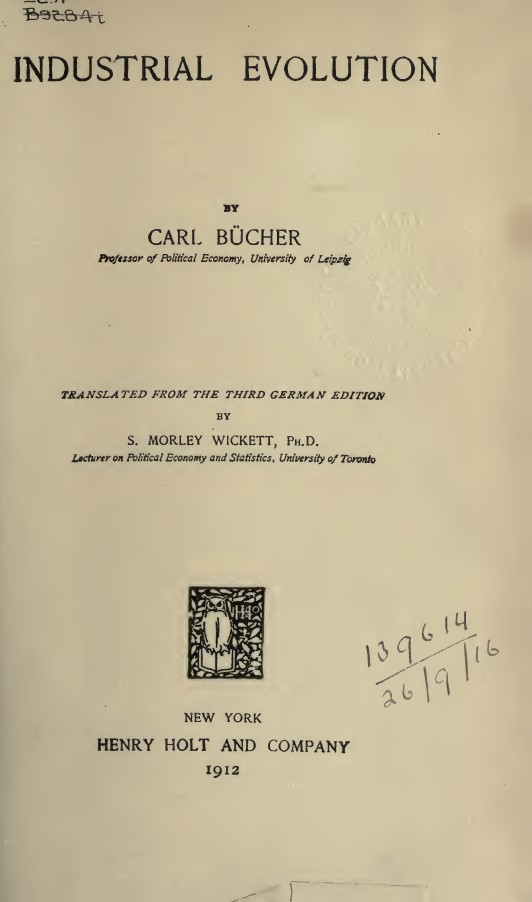 B928At
INDUSTRIAL EVOLUTION
BY
CARL BÜCHER
Professor of Political Economy, University of Leipzig
TRANSLATED FROM THE THIRD GERMAN EDITION
BY
S. MORLEY WICKETT, PH.D.
Lecturer on Political Economy and Statistics, University of Toronto
139614
26/9/16
NEW YORK
HENRY HOLT AND COMPANY
1912